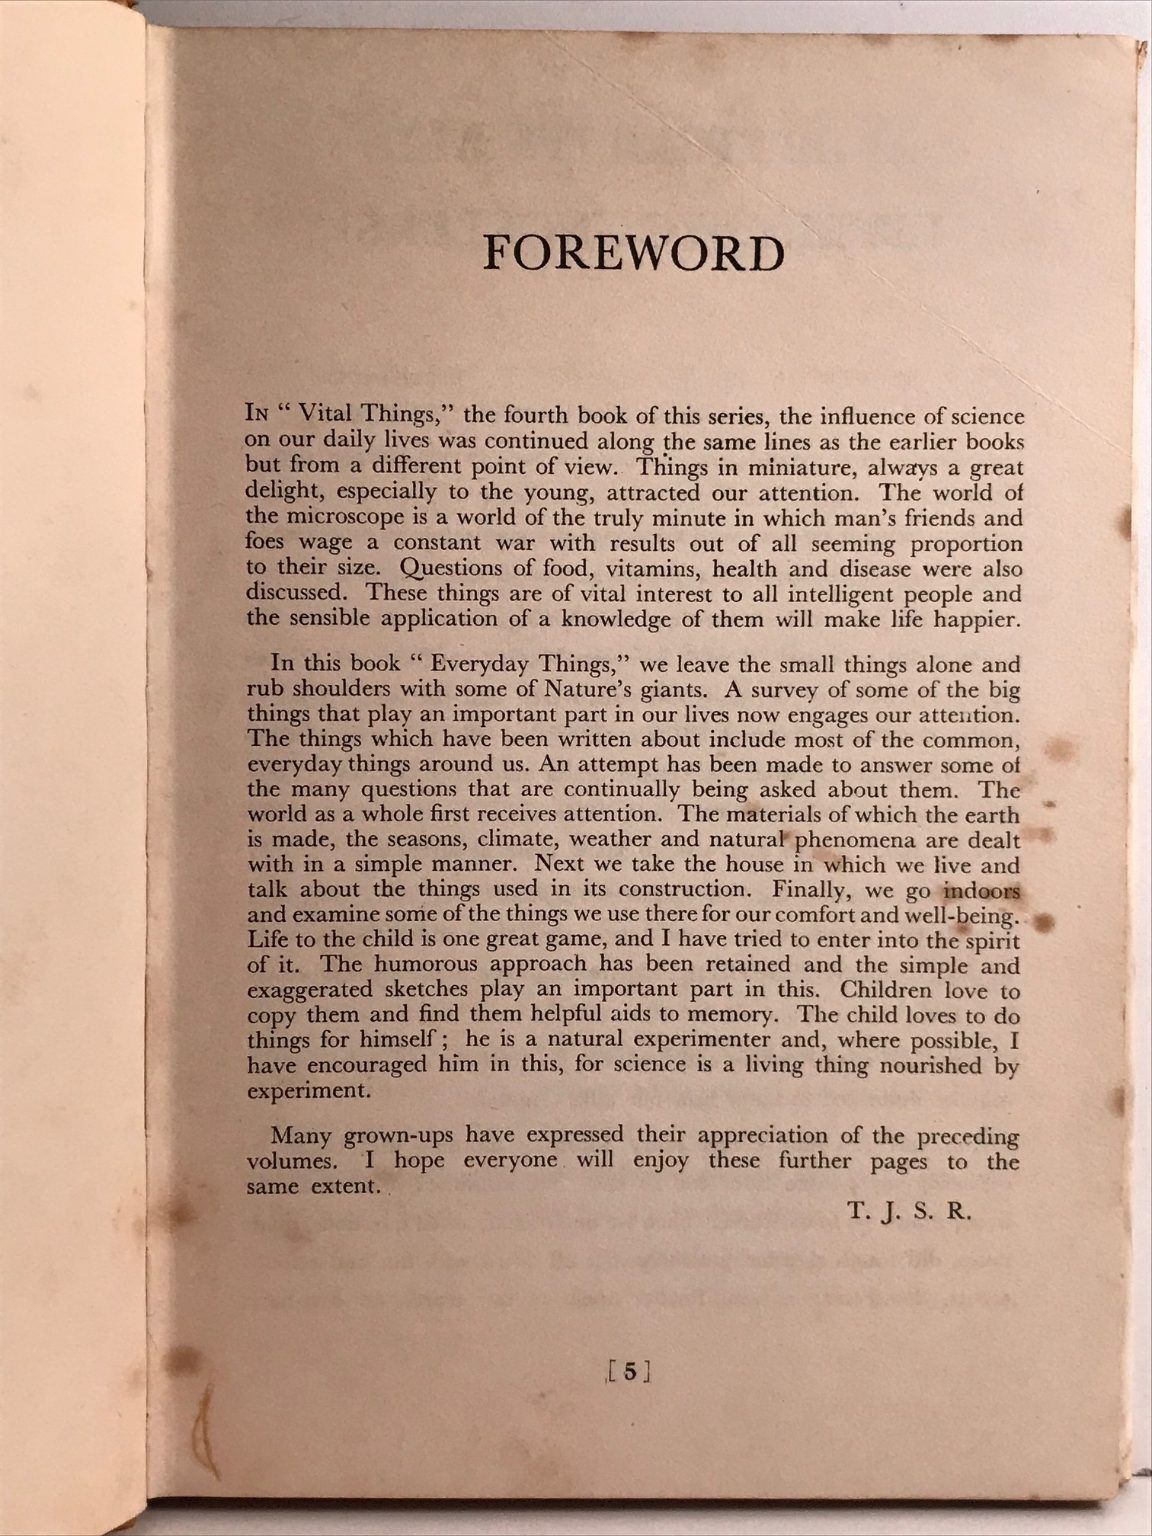 FOREWORD
IN “ Vital Things,” the fourth book of this series, the influence of science
on our daily lives was continued along the same lines as the earlier books
but from a different point of view. Things in miniature, always a great
delight, especially to the young, attracted our attention. The world of
the microscope is a world of the truly minute in which man’s friends and
foes wage a constant war with results out of all seeming proportion
to their size. Questions of food, vitamins, health and disease were also
discussed. These things are of vital interest to all intelligent people and
the sensible application of a knowledge of them will make life happier.
In this book “ Everyday Things,” we leave the small things alone and
rub shoulders with some of Nature’s giants. A survey of some of the big
things that play an important part in our lives now engages our attention.
The things which have been written about include most of the common,
everyday things around us. An attempt has been made to answer some of
the many questions that are continually being asked about them. The
world as a whole first receives attention. The materials of which the earth
is made, the seasons, climate, weather and natural phenomena are dealt
with in a simple manner. Next we take the house in which we live and
talk about the things used in its construction. Finally, we go indoors
and examine some of the things we use there for our comfort and well-being.
Life to the child is one great game, and I have tried to enter into the spirit
of it. The humorous approach has been retained and the simple and
exaggerated sketches play an important part in this. Children love to
copy them and find them helpful aids to memory. The child loves to do
things for himself ; he is a natural experimenter and, where possible, I
have encouraged him in this, for science is a living thing nourished by
experiment.
Many grown-ups have expressed their appreciation of the preceding
volumes. I hope everyone will enjoy these further pages to the
same extent.
T. J. S. R.
[ 5 ]